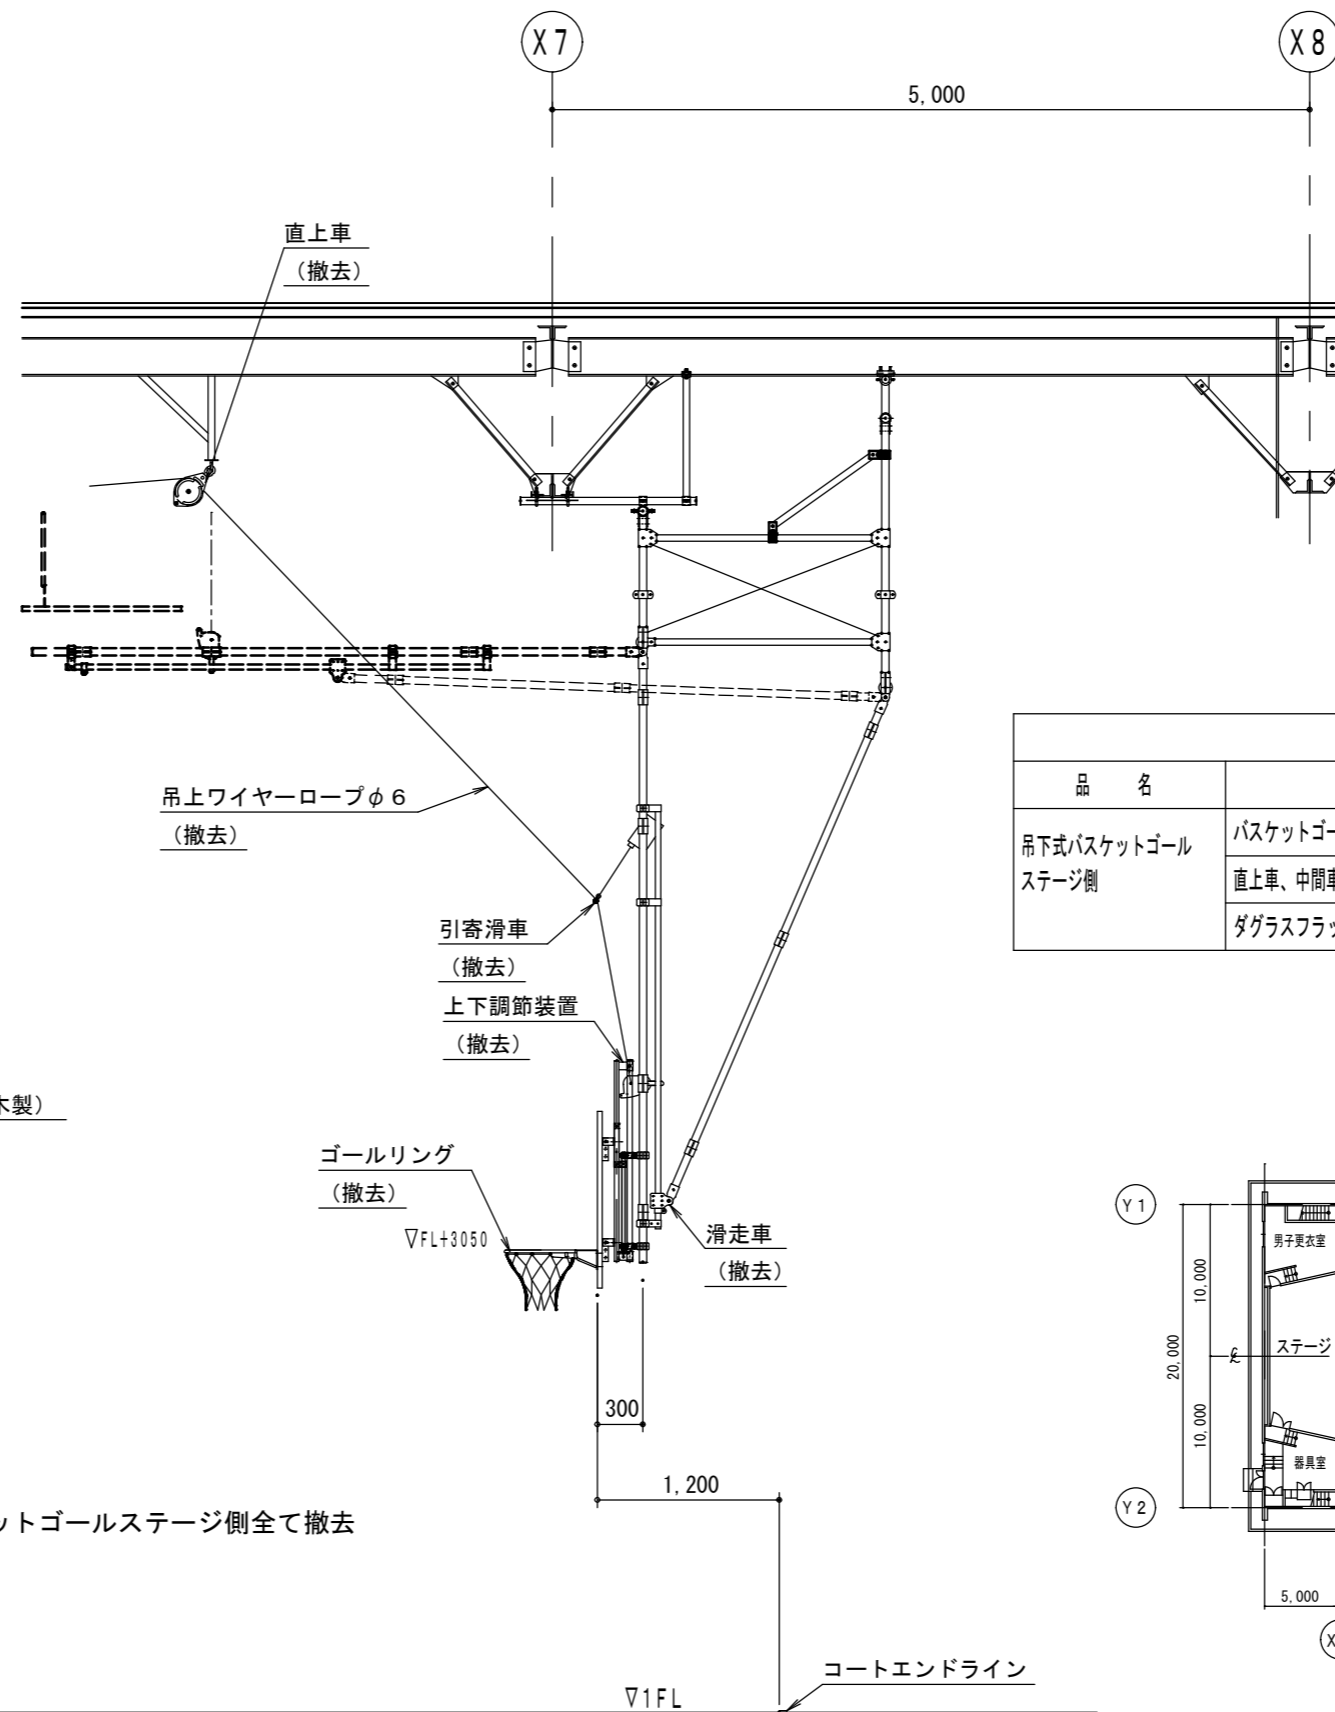 X7
X8
5,000
直上車
(撤去)
吊上ワイヤーロープφ6
(撤去)
引寄滑車
(撤去)
上下調節装置
(撤去)
木製)
ゴールリング
(撤去)
▽FL+3050
滑走車
(撤去)
300
1,200
ットゴールステージ側全て撤去
コートエンドライン
▽1FL
品　名
吊下式バスケットゴール
ステージ側
バスケットゴー
直上車、中間車
ダグラスフラッ
Y1
男子更衣室
10,000
20,000
ステージ
10,000
器具室
Y2
5,000
X